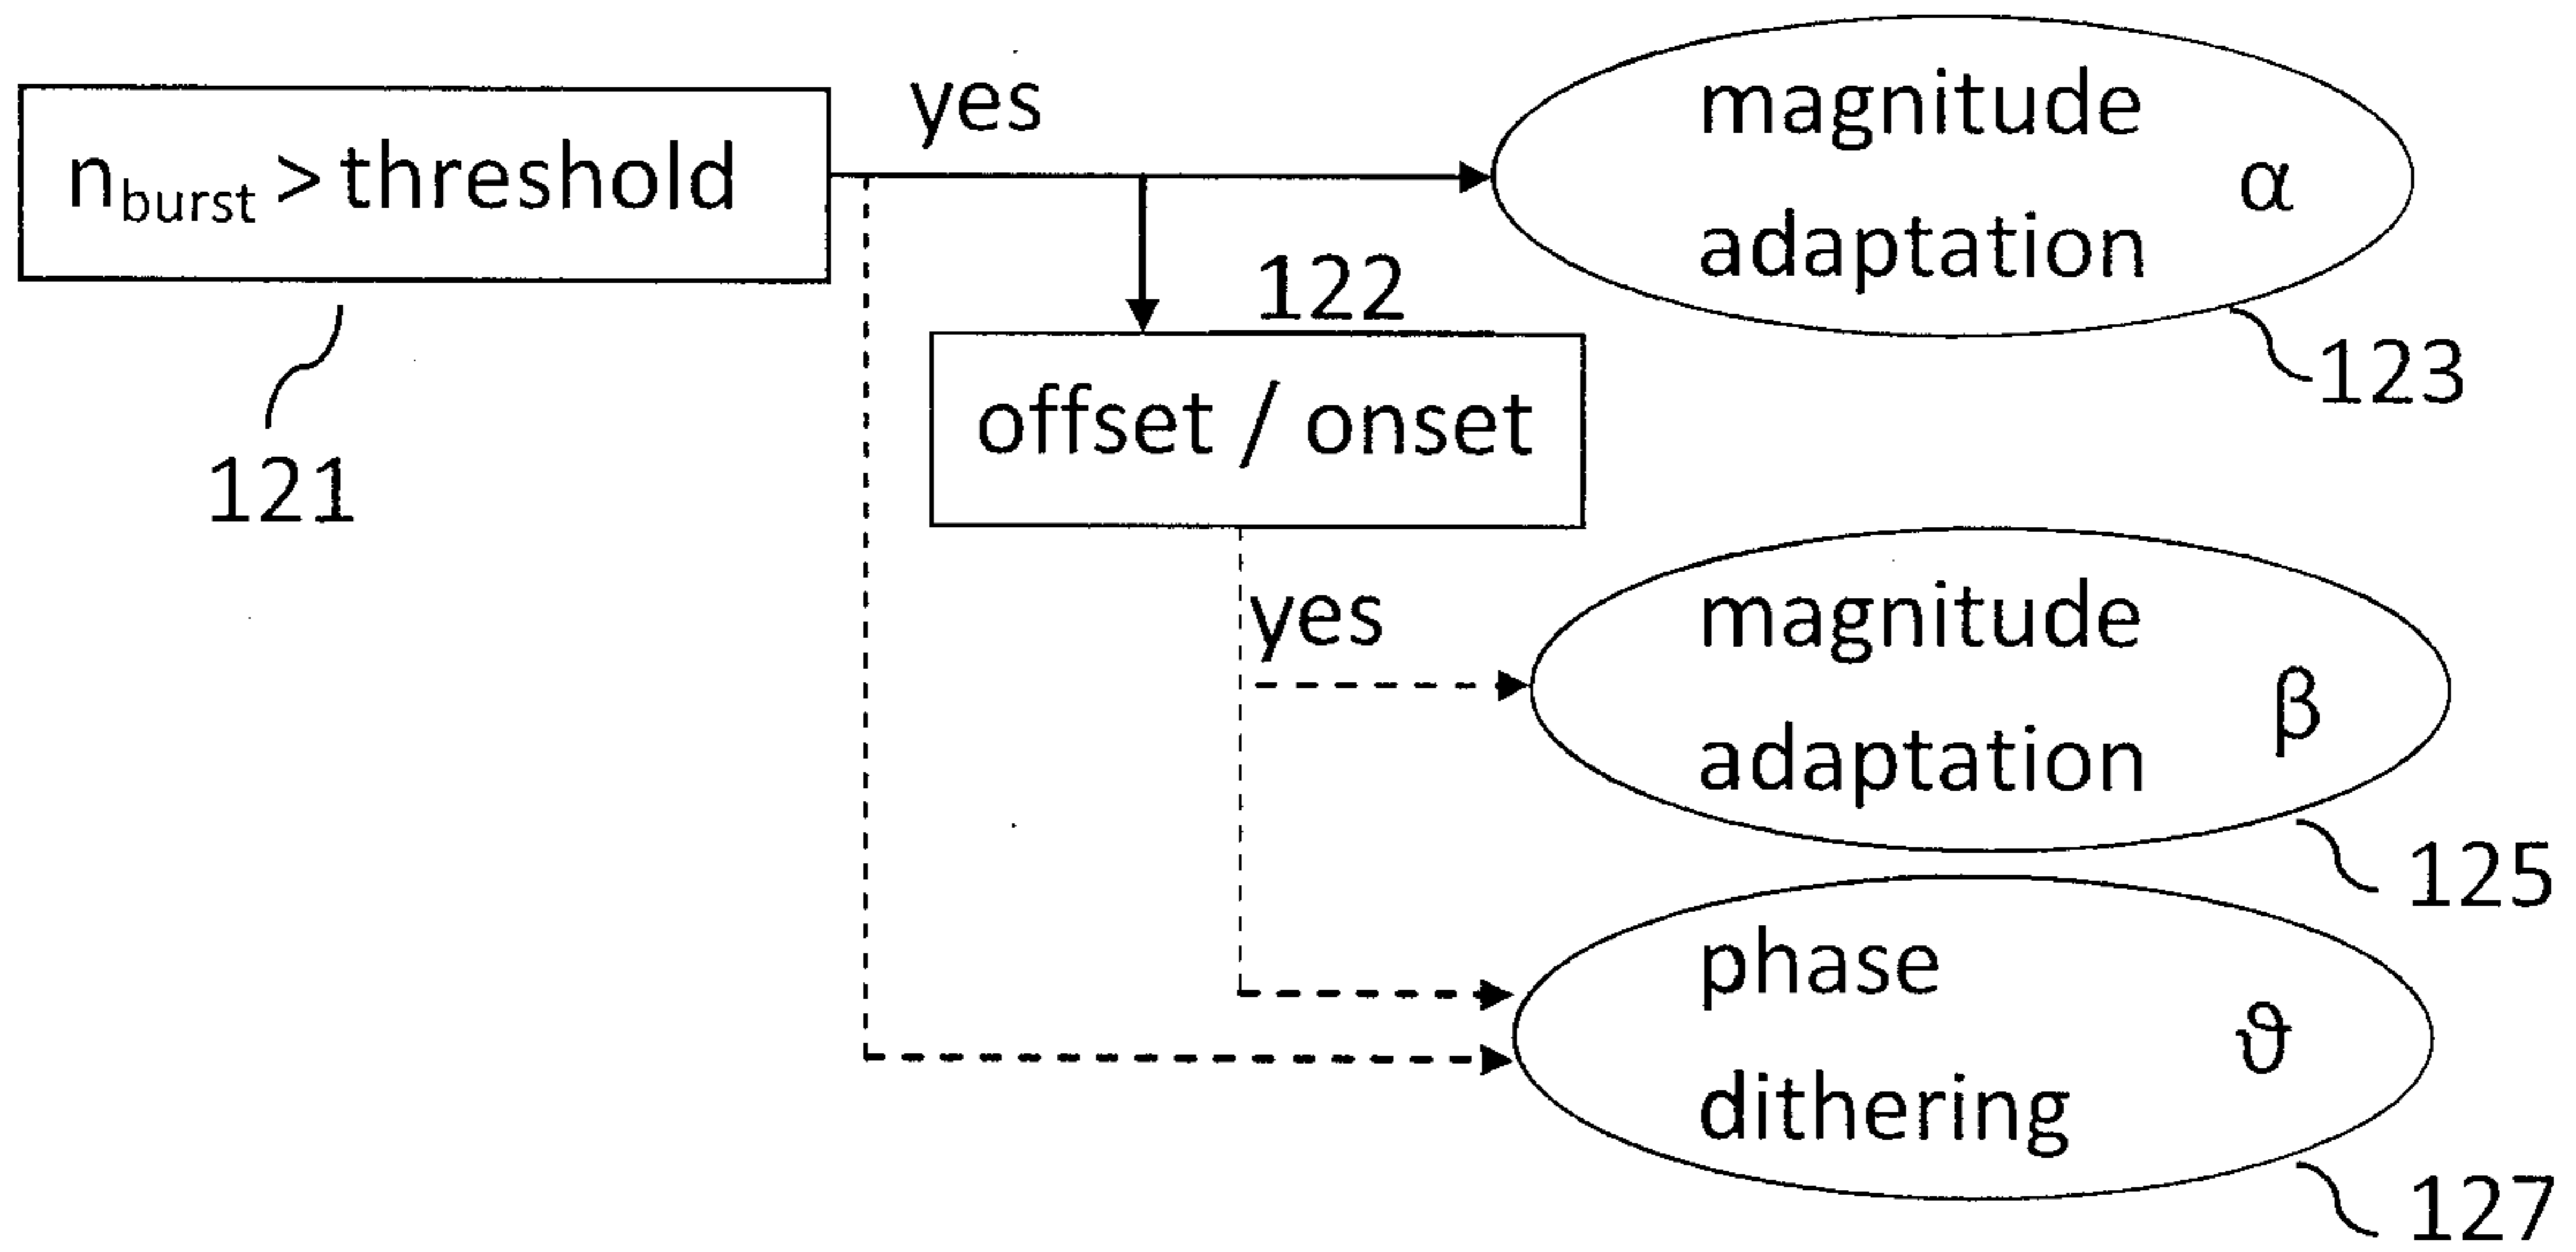 yes
n_burst > threshold
magnitude
α
adaptation
122
123
offset / onset
121
yes
magnitude
β
adaptation
125
phase
ϑ
dithering
127